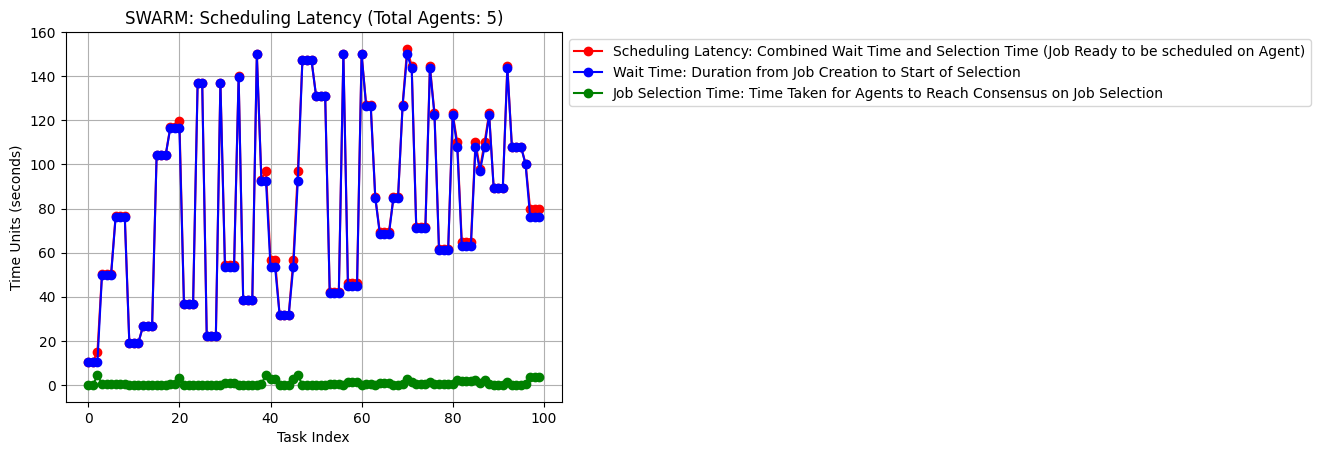 SWARM: Scheduling Latency (Total Agents: 5)
Scheduling Latency: Combined Wait Time and Selection Time (Job Ready to be scheduled on Agent)
Wait Time: Duration from Job Creation to Start of Selection
Job Selection Time: Time Taken for Agents to Reach Consensus on Job Selection
Time Units (seconds)
160
140
120
100
80
60
40
20
0
0 20 40 60 80 100
Task Index